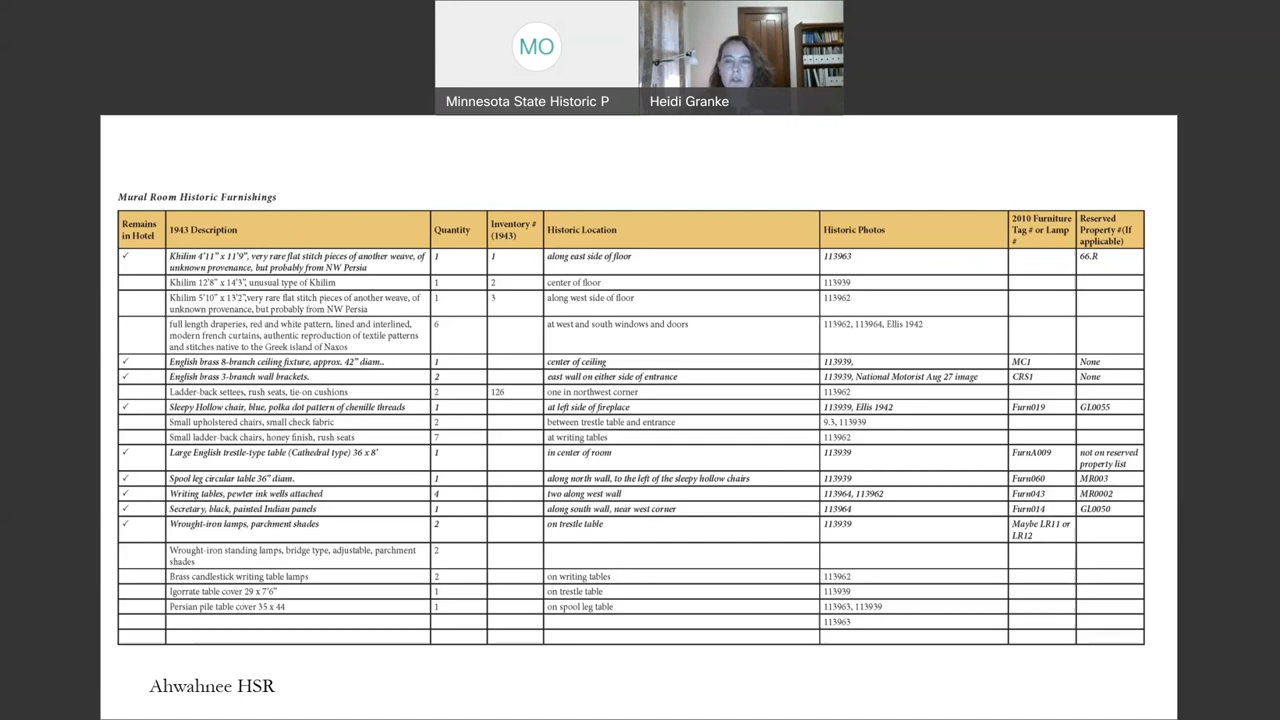 MO
Minnesota State Historic P
Heidi Granke
Mural Room Historic Furnishings
Remains in Hotel 1943 Description Quantity Inventory # (1943) Historic Location Historic Photos 2010 Furniture Tag # or Lamp # Reserved Property #(If applicable)
✓ Khilim 4'11" x 11'9", very rare flat stitch pieces of another weave, of 1 1 along east side of floor 113963 66.R
unknown provenance, but probably from NW Persia
Khilim 12'8" x 14'3", unusual type of Khilim 1 2 center of floor 113939
Khilim 5'10" x 13'2",very rare flat stitch pieces of another weave, of 1 3 along west side of floor 113962
unknown provenance, but probably from NW Persia
full length draperies, red and white pattern, lined and interlined, 6 at west and south windows and doors 113962, 113964, Ellis 1942
modern french curtains, authentic reproduction of textile patterns
and stitches native to the Greek island of Naxos
✓ English brass 8-branch ceiling fixture, approx. 42" diam.. 1 center of ceiling 113939, MC1 None
✓ English brass 3-branch wall brackets. 2 east wall on either side of entrance 113939, National Motorist Aug 27 image CRS1 None
Ladder-back settees, rush seats, tie-on cushions 2 126 one in northwest corner 113962
✓ Sleepy Hollow chair, blue, polka dot pattern of chenille threads 1 at left side of fireplace 113939, Ellis 1942 Furn019 GL0055
Small upholstered chairs, small check fabric 2 between trestle table and entrance 9.3, 113939
Small ladder-back chairs, honey finish, rush seats 7 at writing tables 113962
✓ Large English trestle-type table (Cathedral type) 36 x 8' 1 in center of room 113939 FurnA009 not on reserved
property list
✓ Spool leg circular table 36" diam. 1 along north wall, to the left of the sleepy hollow chairs 113939 Furn060 MR003
✓ Writing tables, pewter ink wells attached 4 two along west wall 113964, 113962 Furn043 MR0002
✓ Secretary, black, painted Indian panels 1 along south wall, near west corner 113964 Furn014 GL0050
✓ Wrought-iron lamps, parchment shades 2 on trestle table 113939 Maybe LR11 or
LR12
Wrought-iron standing lamps, bridge type, adjustable, parchment 2
shades
Brass candlestick writing table lamps 2 on writing tables 113962
Igorrate table cover 29 x 7'6" 1 on trestle table 113939
Persian pile table cover 35 x 44 1 on spool leg table 113963, 113939
113963
Ahwahnee HSR